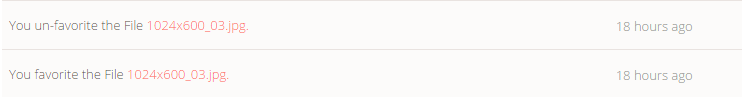 You un-favorite the File 1024x600_03.jpg. 18 hours ago
You favorite the File 1024x600_03.jpg. 18 hours ago